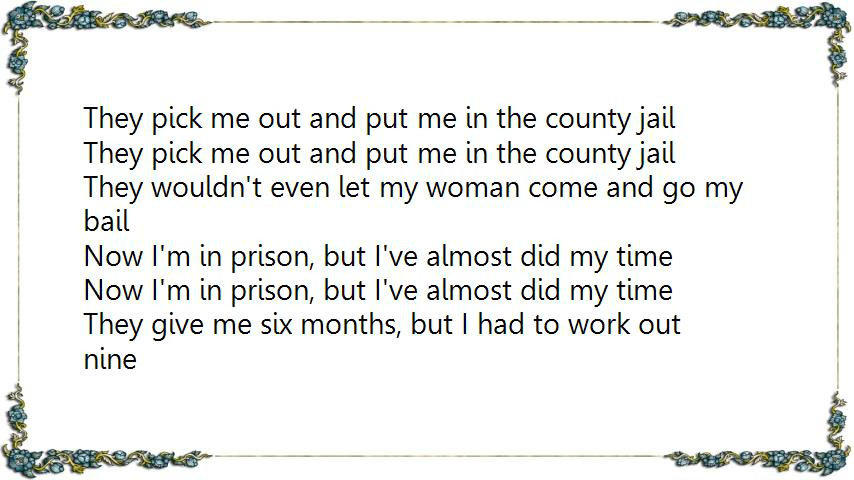 They pick me out and put me in the county jail
They pick me out and put me in the county jail
They wouldn't even let my woman come and go my
bail
Now I'm in prison, but I've almost did my time
Now I'm in prison, but I've almost did my time
They give me six months, but I had to work out
nine